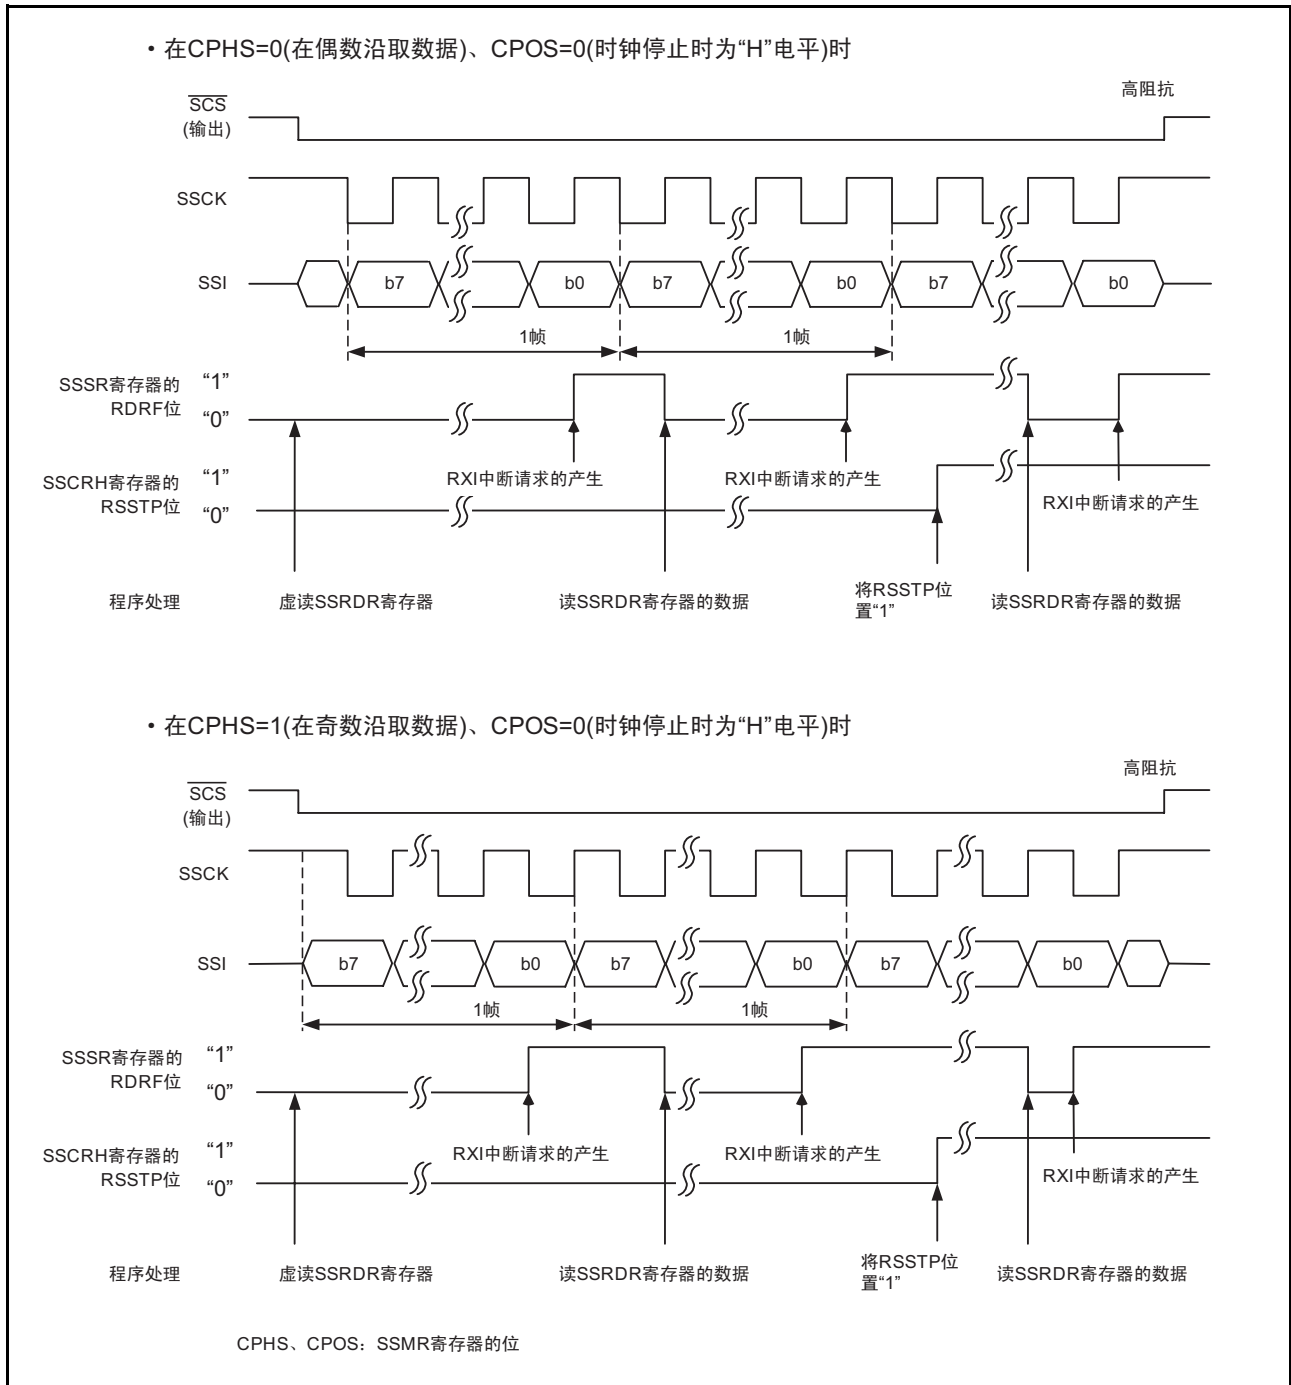 •在CPHS=0(在偶数沿取数据)、CPOS=0(时钟停止时为“H”电平)时
高阻抗
SCS
(输出)
SSCK
SSI
b7
b0
b7
b0
b7
b0
1帧
1帧
SSSR寄存器的
RDRF位
“1”
“0”
RXI中断请求的产生
RXI中断请求的产生
RXI中断请求的产生
SSCRH寄存器的
RSSTP位
“1”
“0”
程序处理
虚读SSRDR寄存器
读SSRDR寄存器的数据
将RSSTP位
置“1”
读SSRDR寄存器的数据
•在CPHS=1(在奇数沿取数据)、CPOS=0(时钟停止时为“H”电平)时
高阻抗
SCS
(输出)
SSCK
SSI
b7
b0
b7
b0
b7
b0
1帧
1帧
SSSR寄存器的
RDRF位
“1”
“0”
RXI中断请求的产生
RXI中断请求的产生
RXI中断请求的产生
SSCRH寄存器的
RSSTP位
“1”
“0”
程序处理
虚读SSRDR寄存器
读SSRDR寄存器的数据
将RSSTP位
置“1”
读SSRDR寄存器的数据
CPHS、CPOS：SSMR寄存器的位